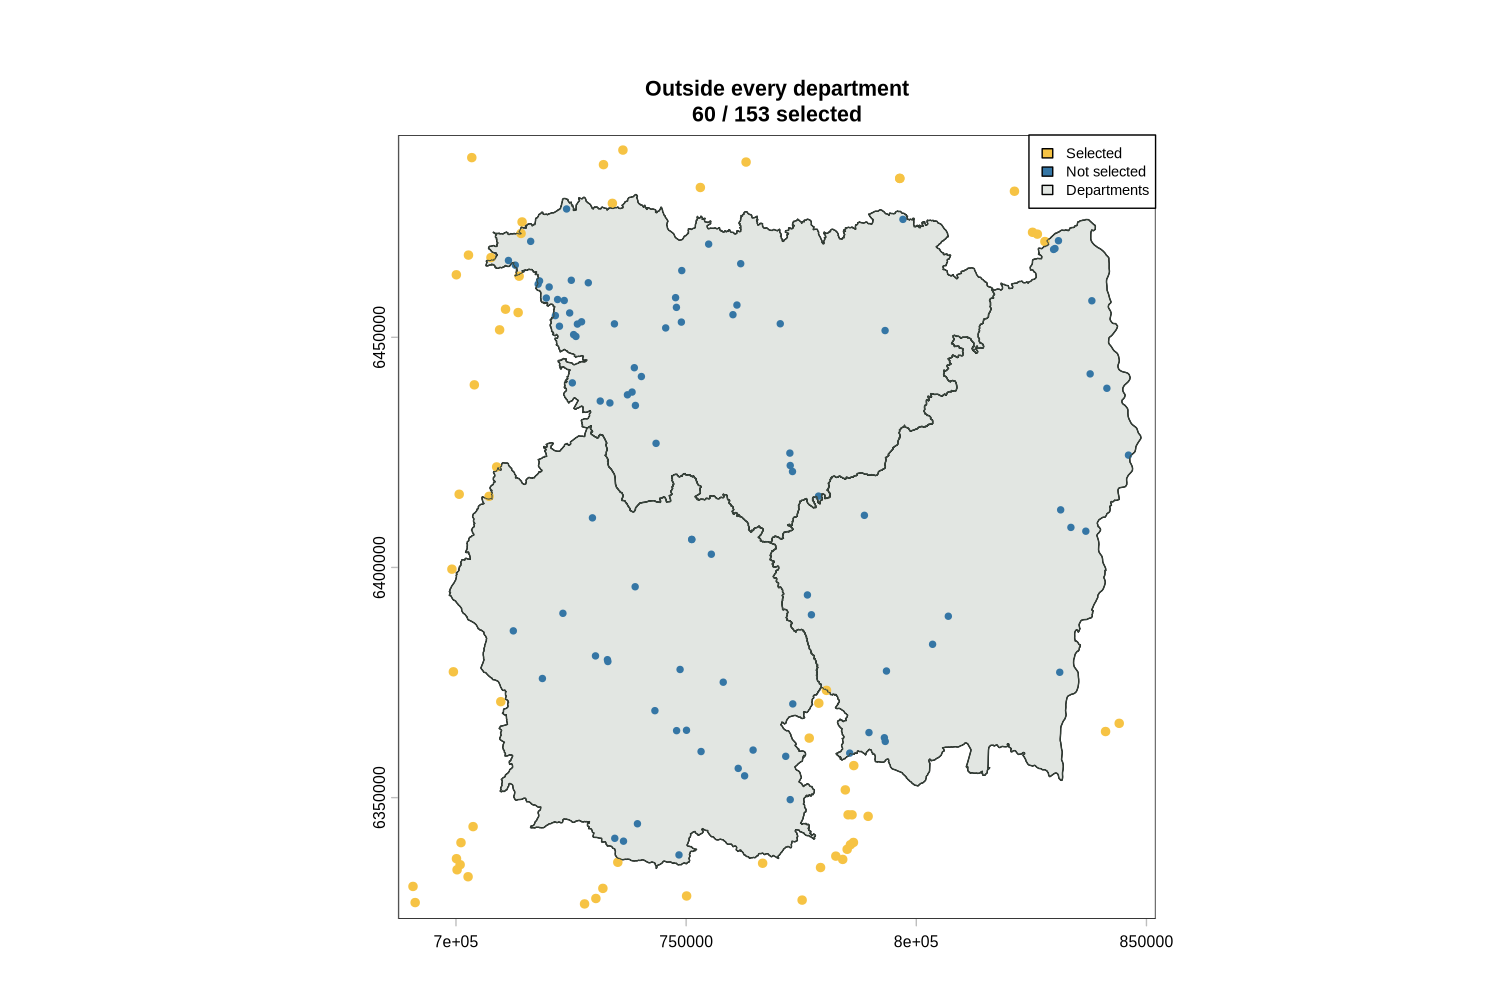 Outside every department
60 / 153 selected
Selected
Not selected
Departments
6450000
6400000
6350000
7e+05
750000
8e+05
850000